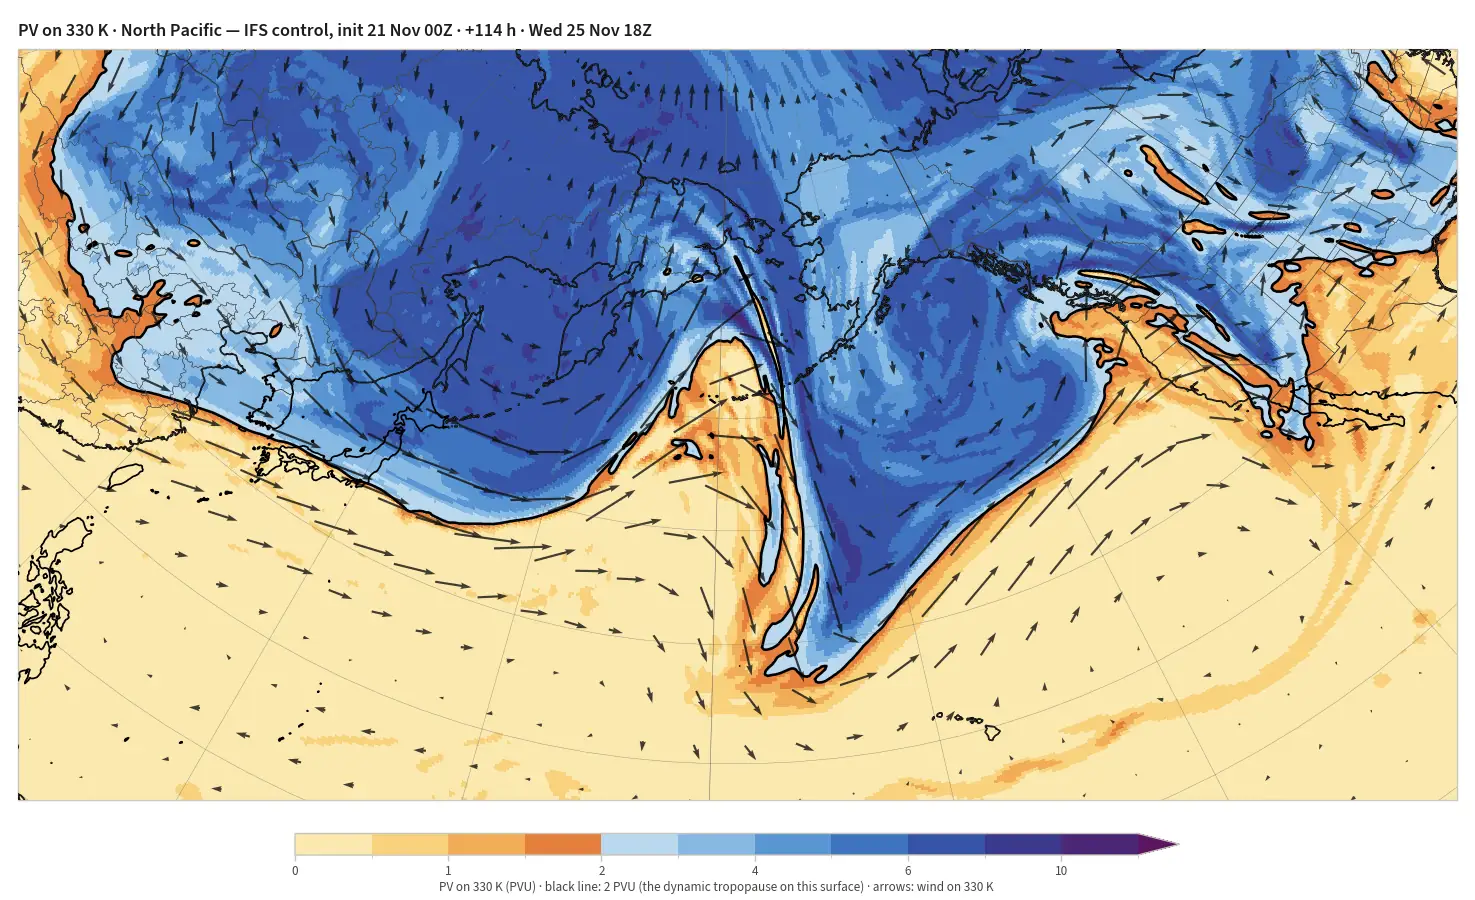 PV on 330 K · North Pacific — IFS control, init 21 Nov 00Z · +114 h · Wed 25 Nov 18Z
0 1 2 4 6 10
PV on 330 K (PVU) · black line: 2 PVU (the dynamic tropopause on this surface) · arrows: wind on 330 K